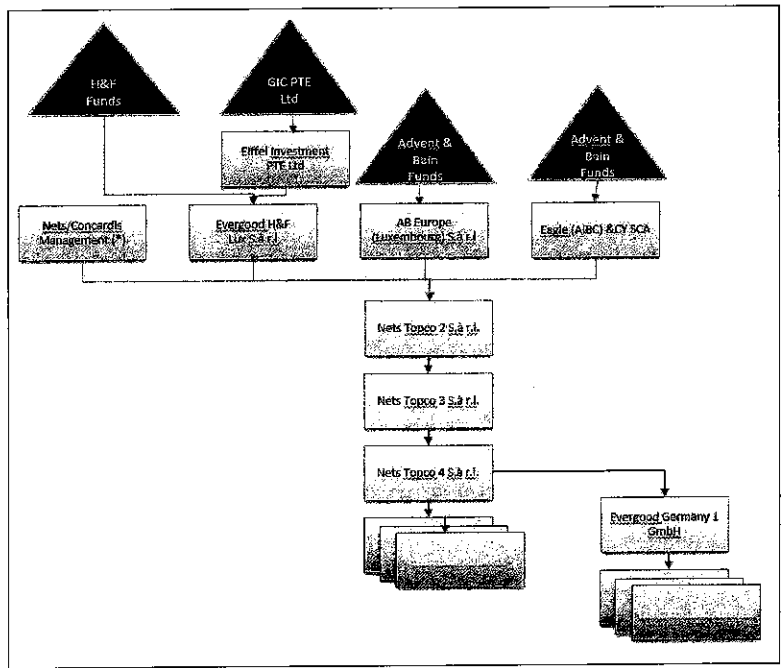 H&F
Funds
GIC PTE
Ltd
Eiffel Investment
PTE Ltd
Advent &
Bain
Funds
Advent &
Bain
Funds
Nets/Concardis
Management (*)
Evergood H&F
Lux S.à r.l.
AB Europe
(Luxembourg) S.à r.l
Eagle (AIBC) &CY SCA
Nets Topco 2 S.à r.l.
Nets Topco 3 S.à r.l.
Nets Topco 4 S.à r.l.
Evergood Germany 1
GmbH